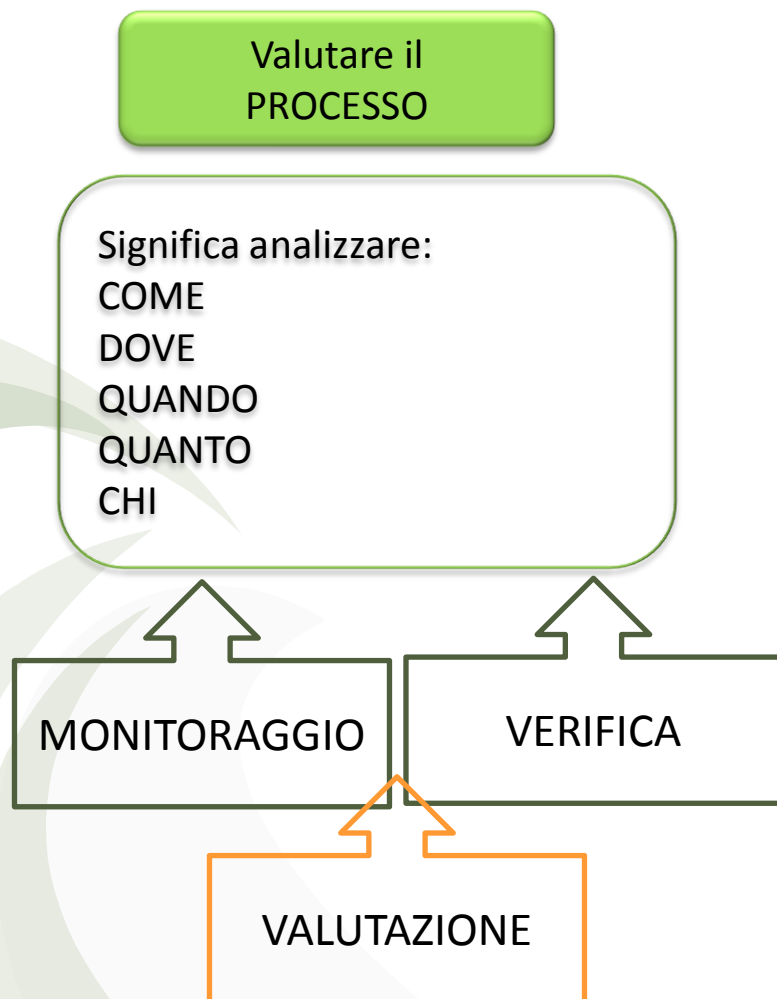 Valutare il
PROCESSO
Significa analizzare:
COME
DOVE
QUANDO
QUANTO
CHI
MONITORAGGIO
VERIFICA
VALUTAZIONE